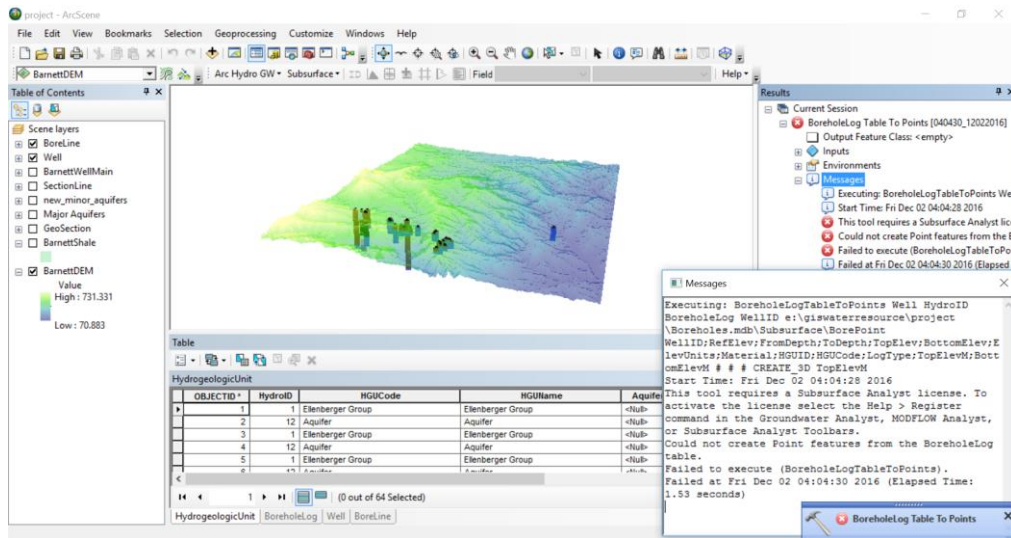 project - ArcScene
File Edit View Bookmarks Selection Geoprocessing Customize Windows Help
BarnettDEM
Arc Hydro GW Subsurface Field Help
Table of Contents
Scene layers
BoreLine
Well
BarnettWellMain
SectionLine
new_minor_aquifers
Major Aquifers
GeoSection
BarnettShale
BarnettDEM
Value
High : 731.331
Low : 70.883
Results
Current Session
BoreholeLog Table To Points [040430_12022016]
Output Feature Class: <empty>
Inputs
Environments
Messages
Executing: BoreholeLogTableToPoints We
Start Time: Fri Dec 02 04:04:28 2016
This tool requires a Subsurface Analyst lic
Could not create Point features from the
Failed to execute (BoreholeLogTableToPo
Failed at Fri Dec 02 04:04:30 2016 (Elapsed
Table
HydrogeologicUnit
OBJECTID * HydroID HGUCode HGUName Aquife
1 1 Ellenberger Group Ellenberger Group <Null>
2 12 Aquifer Aquifer <Null>
3 1 Ellenberger Group Ellenberger Group <Null>
4 12 Aquifer Aquifer <Null>
5 1 Ellenberger Group Ellenberger Group <Null>
1 (0 out of 64 Selected)
HydrogeologicUnit BoreholeLog Well BoreLine
Messages
Executing: BoreholeLogTableToPoints Well HydroID
BoreholeLog WellID e:\giswaterresource\project
\Boreholes.mdb\Subsurface\BorePoint
WellID;RefElev;FromDepth;ToDepth;TopElev;BottomElev;E
levUnits;Material;HGUID;HGUCode;LogType;TopElevM;Bott
omElevM # # # CREATE_3D TopElevM
Start Time: Fri Dec 02 04:04:28 2016
This tool requires a Subsurface Analyst license. To
activate the license select the Help > Register
command in the Groundwater Analyst, MODFLOW Analyst,
or Subsurface Analyst Toolbars.
Could not create Point features from the BoreholeLog
table.
Failed to execute (BoreholeLogTableToPoints).
Failed at Fri Dec 02 04:04:30 2016 (Elapsed Time:
1.53 seconds)
BoreholeLog Table To Points